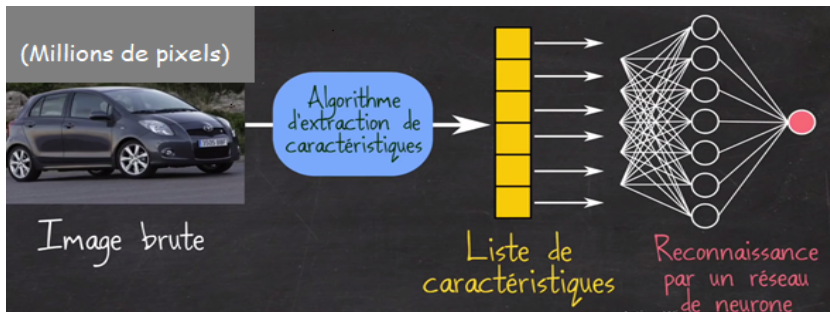 (Millions de pixels)
Algorithme
d'extraction de
caractéristiques
Image brute
Liste de
caractéristiques
Reconnaissance
par un réseau
de neurone